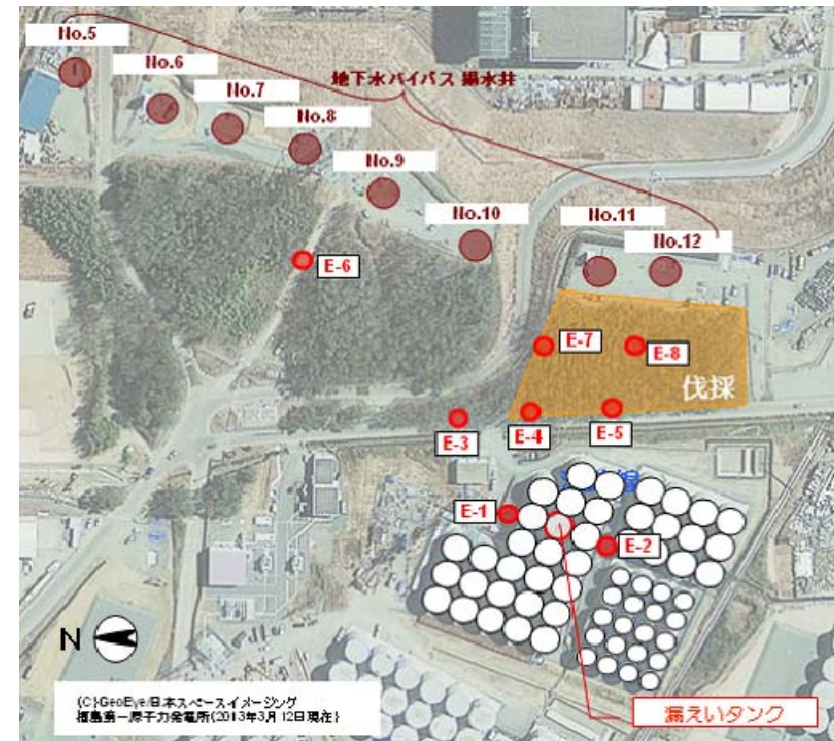 No.5
No.6
No.7
地下水バイパス 揚水井
No.8
No.9
No.10
No.11
No.12
E-6
E-7
E-8
伐採
E-3
E-4
E-5
E-1
E-2
N
(C)GeoEye/日本スペースイメージング
福島第一原子力発電所(2013年3月12日現在)
漏えいタンク